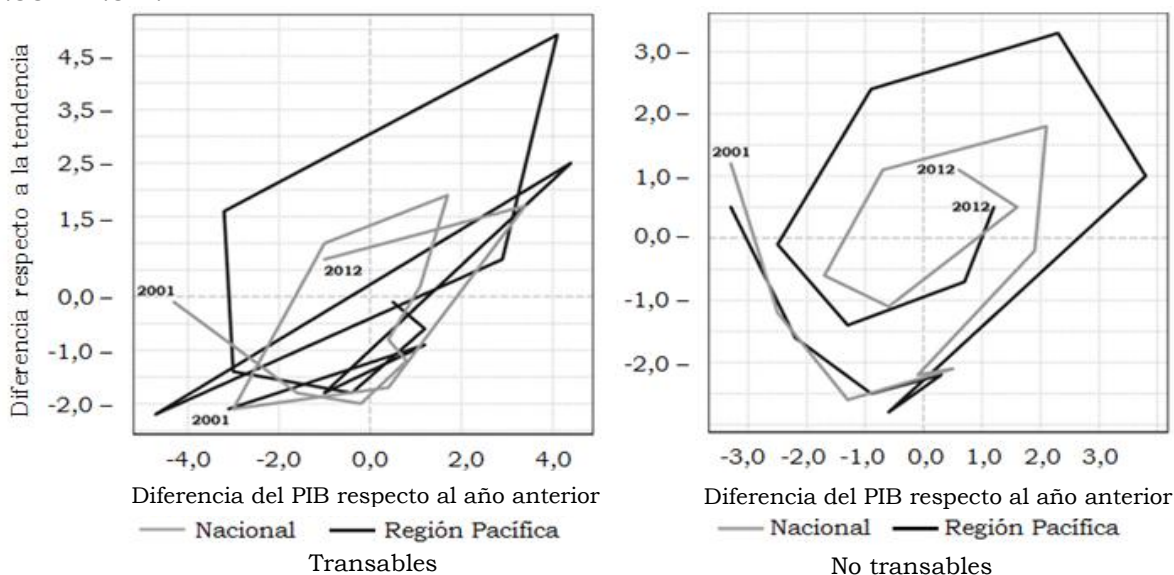 Diferencia respecto a la tendencia
4,5
3,5
2,5
1,5
0,0
-1,0
-2,0
2001
2012
2001
-4,0 -2,0 0,0 2,0 4,0
Diferencia del PIB respecto al año anterior
Nacional Región Pacífica
Transables
3,0
2,0
1,0
0,0
-1,0
-2,0
2001
2012
2012
-3,0 -2,0 -1,0 0,0 1,0 2,0 3,0
Diferencia del PIB respecto al año anterior
Nacional Región Pacífica
No transables